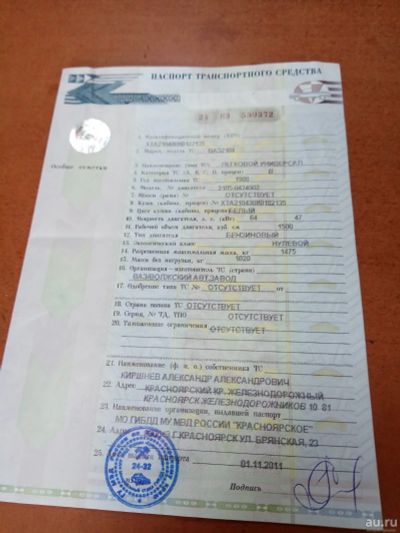 ПАСПОРТ ТРАНСПОРТНОГО СРЕДСТВА
Особые отметки
1. Идентификационный номер (VIN)
2. Марка, модель ТС
3. Наименование (тип ТС) ЛЕГКОВОЙ УНИВЕРСАЛ
4. Категория ТС (А, В, С, D, прицеп) В
5. Год изготовления ТС
6. Модель, № двигателя
7. Шасси (рама) № ОТСУТСТВУЕТ
8. Кузов (кабина, прицеп) №
9. Цвет кузова (кабины, прицепа) БЕЛЫЙ
10. Мощность двигателя, л. с. (кВт) 64 47
11. Рабочий объем двигателя, куб. см 1500
12. Тип двигателя БЕНЗИНОВЫЙ
13. Экологический класс НУЛЕВОЙ
14. Разрешенная максимальная масса, кг 1475
15. Масса без нагрузки, кг 1020
16. Организация - изготовитель ТС (страна)
ВАЗ(ВОЛЖСКИЙ АВТОЗАВОД
17. Одобрение типа ТС № ОТСУТСТВУЕТ от
18. Страна вывоза ТС ОТСУТСТВУЕТ
19. Серия, № ТД, ТПО ОТСУТСТВУЕТ
20. Таможенные ограничения ОТСУТСТВУЕТ
21. Наименование (ф. и. о.) собственника ТС
КИРШНЕВ АЛЕКСАНДР АЛЕКСАНДРОВИЧ
22. Адрес КРАСНОЯРСКИЙ КР. ЖЕЛЕЗНОДОРОЖНЫЙ
КРАСНОЯРСК ЖЕЛЕЗНОДОРОЖНИКОВ 10 81
23. Наименование организации, выдавшей паспорт
МО ГИБДД МУ МВД РОССИИ "КРАСНОЯРСКОЕ"
24. Адрес Г.КРАСНОЯРСК УЛ. БРЯНСКАЯ, 23
25. паспорта 01.11.2011
24-32
Подпись
au.ru